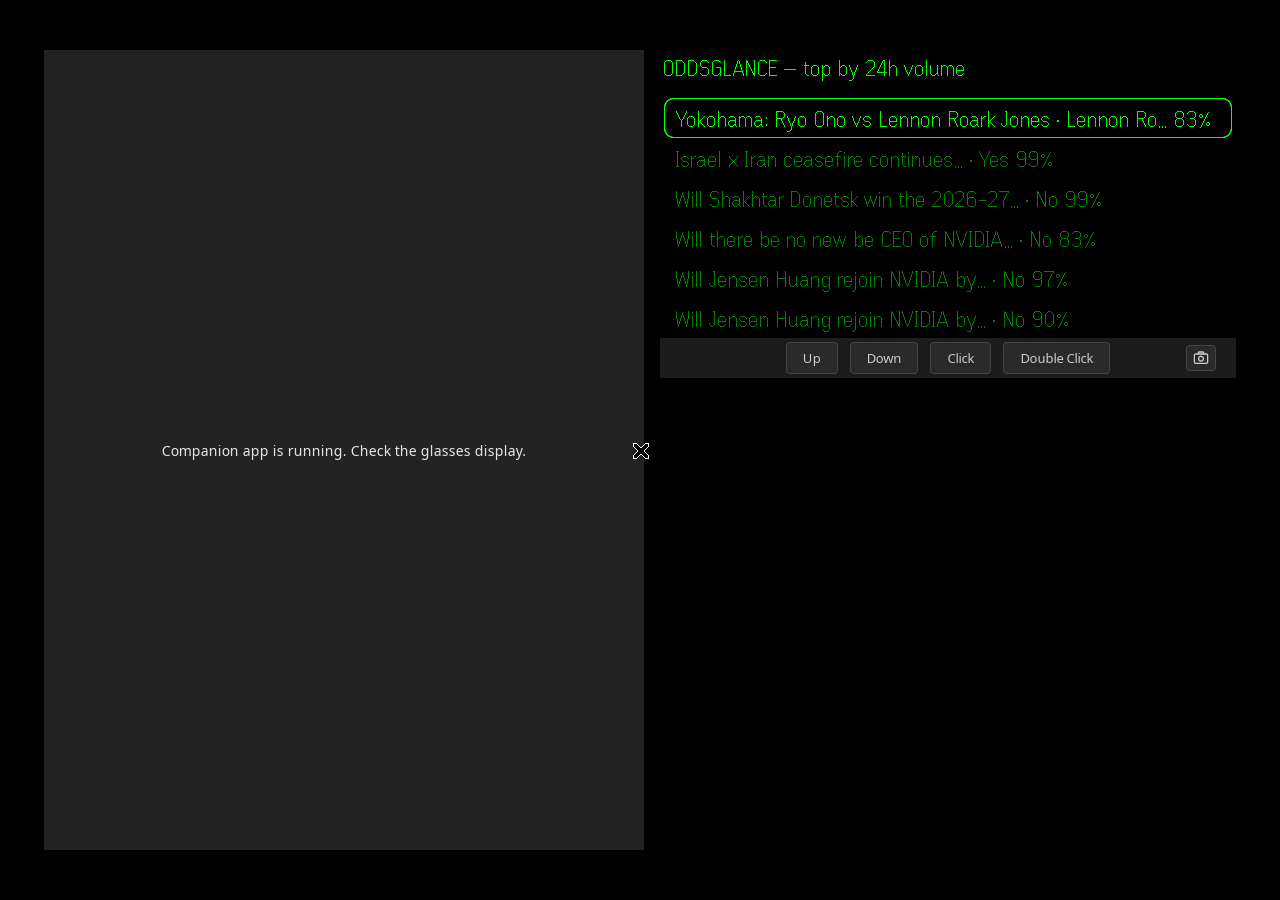 ODDSGLANCE — top by 24h volume
Yokohama: Ryo Ono vs Lennon Roark Jones · Lennon Ro… 83%
Israel x Iran ceasefire continues… · Yes 99%
Will Shakhtar Donetsk win the 2026-27… · No 99%
Will there be no new be CEO of NVIDIA… · No 83%
Will Jensen Huang rejoin NVIDIA by… · No 97%
Will Jensen Huang rejoin NVIDIA by… · No 90%
Up Down Click Double Click
Companion app is running. Check the glasses display.